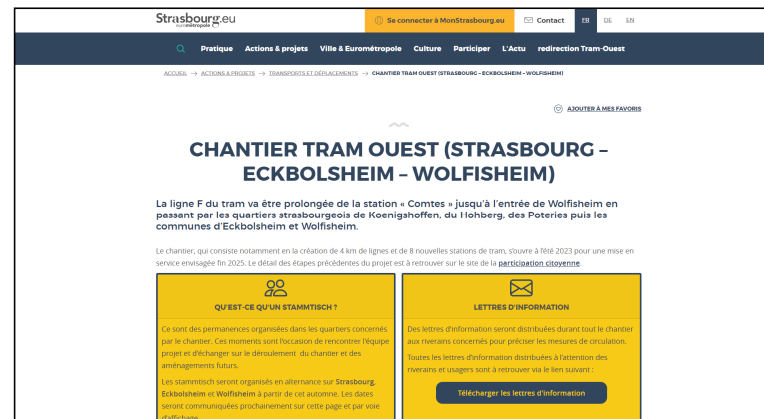 Strasbourg.eu
eurométropole
Se connecter à MonStrasbourg.eu
Contact
FR
DE
EN
Pratique Actions & projets Ville & Eurométropole Culture Participer L'Actu redirection Tram-Ouest
ACCUEIL → ACTIONS & PROJETS → TRANSPORTS ET DÉPLACEMENTS → CHANTIER TRAM OUEST (STRASBOURG - ECKBOLSHEIM - WOLFISHEIM)
AJOUTER À MES FAVORIS
CHANTIER TRAM OUEST (STRASBOURG –
ECKBOLSHEIM – WOLFISHEIM)
La ligne F du tram va être prolongée de la station « Comtes » jusqu'à l'entrée de Wolfisheim en
passant par les quartiers strasbourgeois de Koenigshoffen, du Hohberg, des Poteries puis les
communes d'Eckbolsheim et Wolfisheim.
Le chantier, qui consiste notamment en la création de 4 km de lignes et de 8 nouvelles stations de tram, s'ouvre à l'été 2023 pour une mise en
service envisagée fin 2025. Le détail des étapes précédentes du projet est à retrouver sur le site de la participation citoyenne.
QU'EST-CE QU'UN STAMMTISCH ?
Ce sont des permanences organisées dans les quartiers concernés
par le chantier. Ces moments sont l'occasion de rencontrer l'équipe
projet et d'échanger sur le déroulement du chantier et des
aménagements futurs.
Les stammtisch seront organisés en alternance sur Strasbourg,
Eckbolsheim et Wolfisheim à partir de cet automne. Les dates
seront communiquées prochainement sur cette page et par voie
d'affichage.
LETTRES D'INFORMATION
Des lettres d'information seront distribuées durant tout le chantier
aux riverains concernés pour préciser les mesures de circulation.
Toutes les lettres d'information distribuées à l'attention des
riverains et usagers sont à retrouver via le lien suivant :
Télécharger les lettres d'information